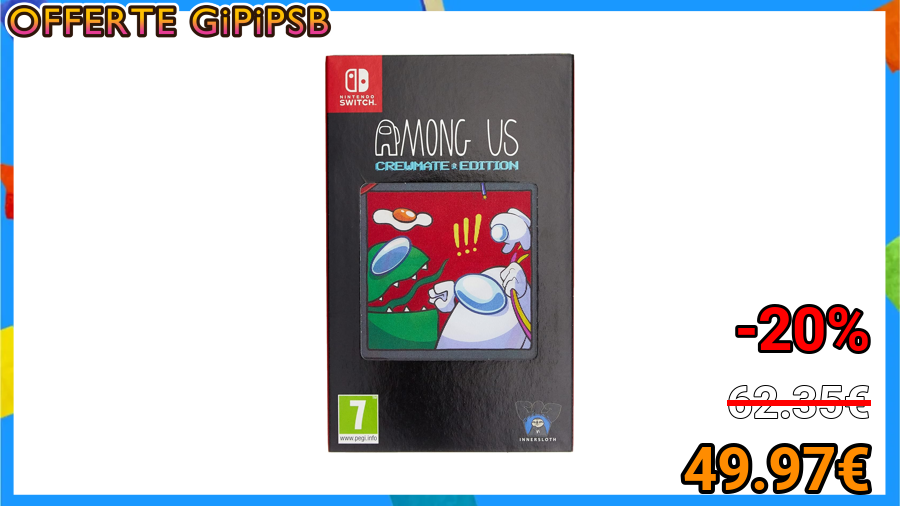 OFFERTE GiPiPSB
NINTENDO
SWITCH.
AMONG US
CREWMATE EDITION
!!!
7
www.pegi.info
INNERSLOTH
-20%
62.35€
49.97€